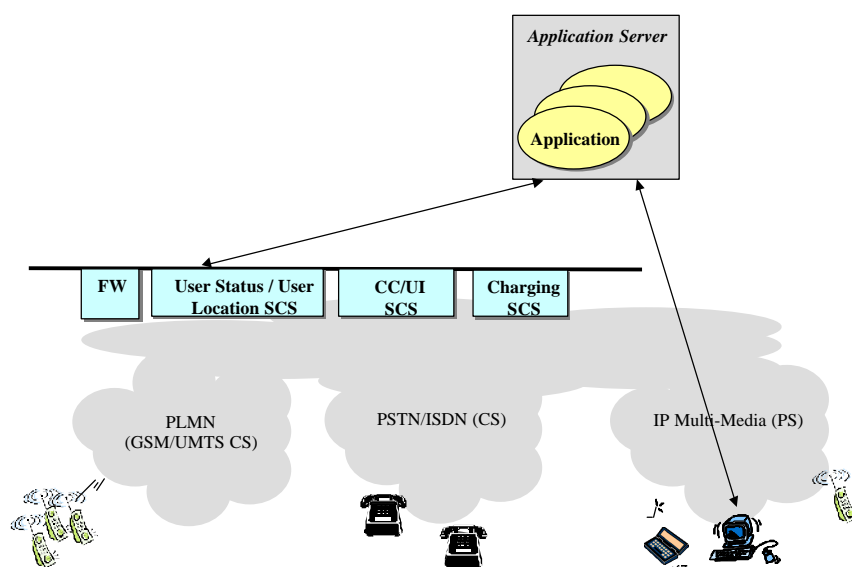 Application Server
Application
FW
User Status / User
Location SCS
CC/UI
SCS
Charging
SCS
PLMN
(GSM/UMTS CS)
PSTN/ISDN (CS)
IP Multi-Media (PS)